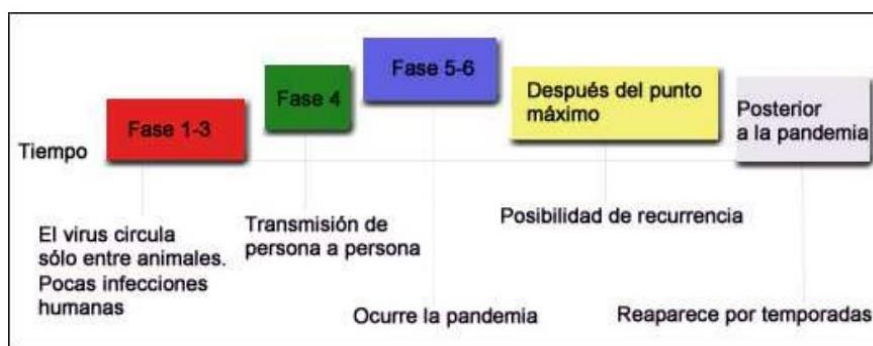 Fase 1-3
Fase 4
Fase 5-6
Después del punto
máximo
Posterior
a la pandemia
Tiempo
El virus circula
sólo entre animales.
Pocas infecciones
humanas
Transmisión de
persona a persona
Ocurre la pandemia
Posibilidad de recurrencia
Reaparece por temporadas